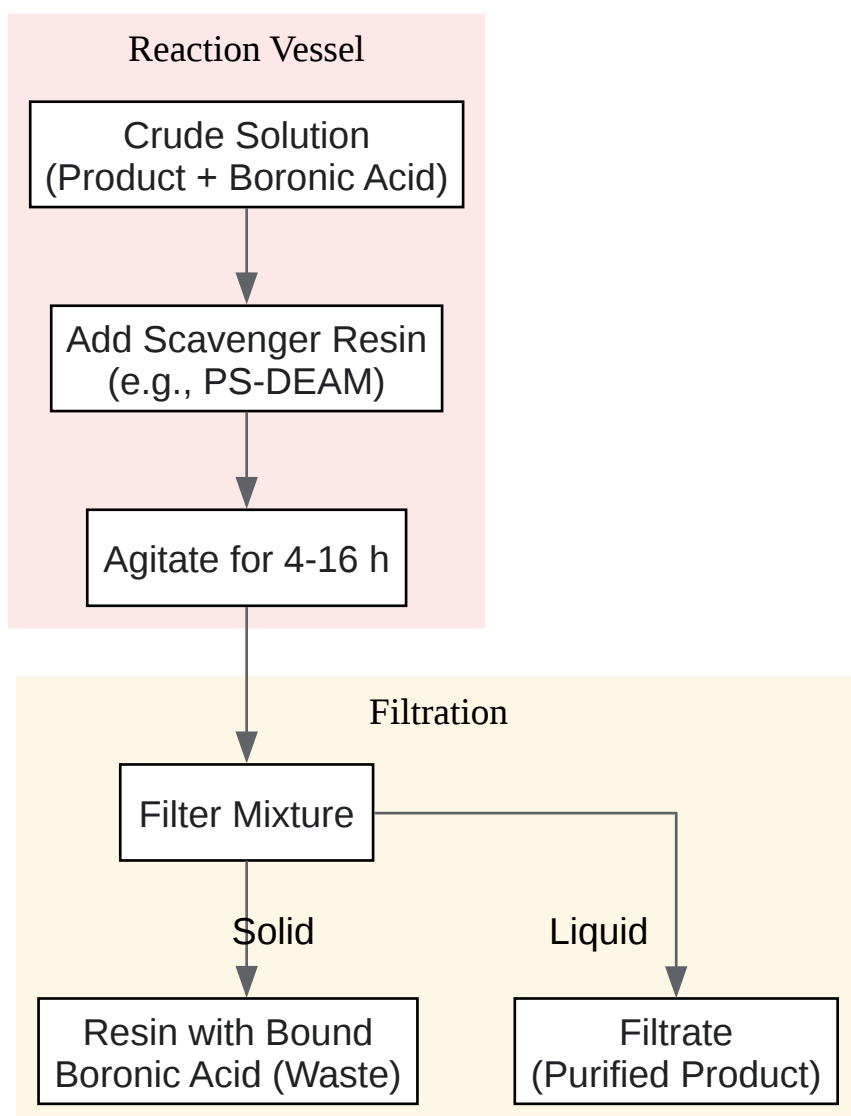 Reaction Vessel
Crude Solution
(Product + Boronic Acid)
Add Scavenger Resin
(e.g., PS-DEAM)
Agitate for 4-16 h
Filtration
Filter Mixture
Solid
Liquid
Resin with Bound
Boronic Acid (Waste)
Filtrate
(Purified Product)